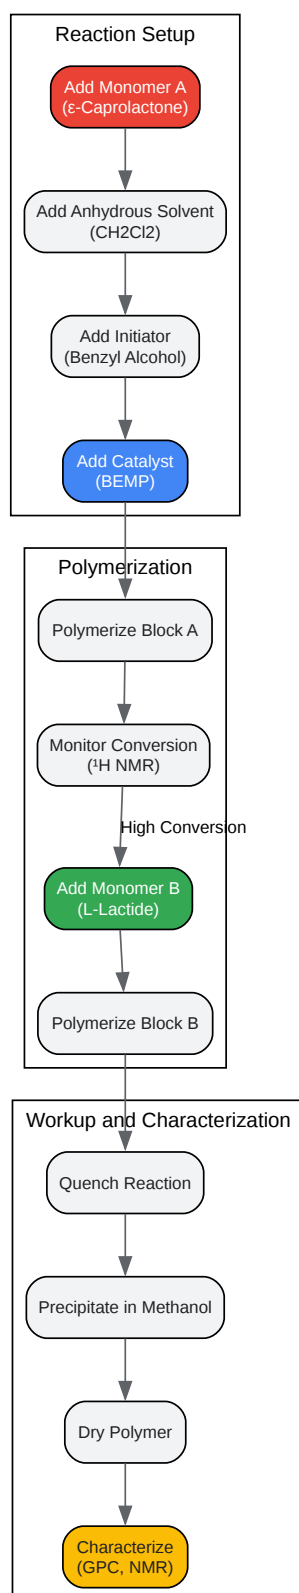 Reaction Setup
Add Monomer A
(ε-Caprolactone)
Add Anhydrous Solvent
(CH2Cl2)
Add Initiator
(Benzyl Alcohol)
Add Catalyst
(BEMP)
Polymerization
Polymerize Block A
Monitor Conversion
(¹H NMR)
High Conversion
Add Monomer B
(L-Lactide)
Polymerize Block B
Workup and Characterization
Quench Reaction
Precipitate in Methanol
Dry Polymer
Characterize
(GPC, NMR)